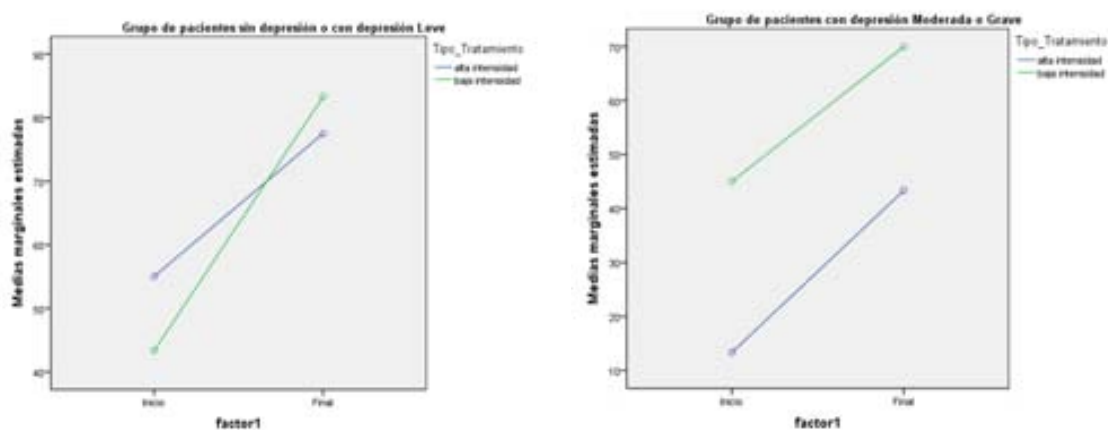 Grupo de pacientes sin depresión o con depresión Leve
Tipo_Tratamiento
alta intensidad
baja intensidad
Medias marginales estimadas
90
80
70
60
50
40
Inicio
Final
factor1
Grupo de pacientes con depresión Moderada o Grave
Tipo_Tratamiento
alta intensidad
baja intensidad
Medias marginales estimadas
70
60
50
40
30
20
10
Inicio
Final
factor1